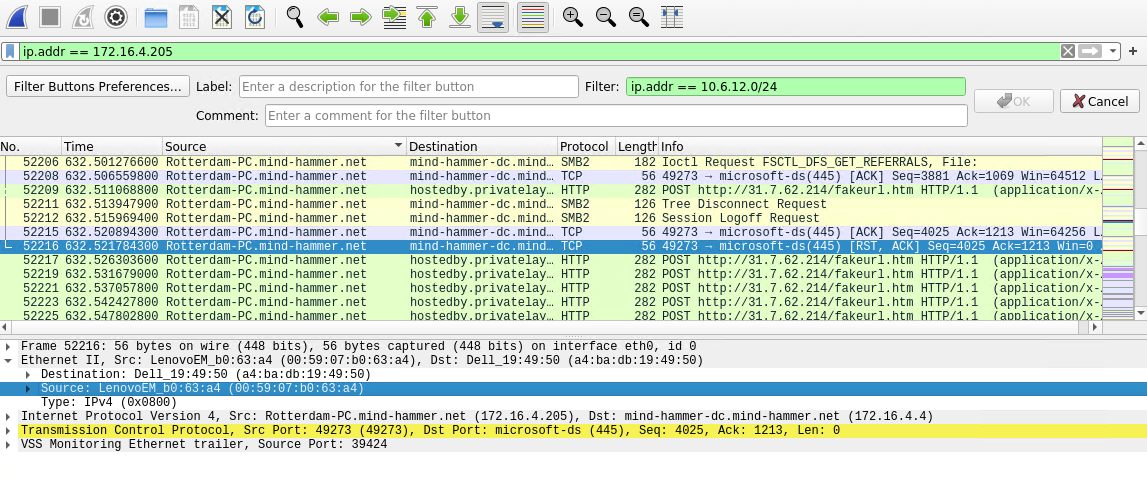 ip.addr == 172.16.4.205
Filter Buttons Preferences... Label: Enter a description for the filter button Filter: ip.addr == 10.6.12.0/24
OK Cancel
Comment: Enter a comment for the filter button
No. Time Source Destination Protocol Length Info
52206 632.501276600 Rotterdam-PC.mind-hammer.net mind-hammer-dc.mind… SMB2 182 Ioctl Request FSCTL_DFS_GET_REFERRALS, File:
52208 632.506559800 Rotterdam-PC.mind-hammer.net mind-hammer-dc.mind… TCP 56 49273 → microsoft-ds(445) [ACK] Seq=3881 Ack=1069 Win=64512 L…
52209 632.511068800 Rotterdam-PC.mind-hammer.net hostedby.privatelay… HTTP 282 POST http://31.7.62.214/fakeurl.htm HTTP/1.1 (application/x-…
52211 632.513947900 Rotterdam-PC.mind-hammer.net mind-hammer-dc.mind… SMB2 126 Tree Disconnect Request
52212 632.515969400 Rotterdam-PC.mind-hammer.net mind-hammer-dc.mind… SMB2 126 Session Logoff Request
52215 632.520894300 Rotterdam-PC.mind-hammer.net mind-hammer-dc.mind… TCP 56 49273 → microsoft-ds(445) [ACK] Seq=4025 Ack=1213 Win=64256 L…
52216 632.521784300 Rotterdam-PC.mind-hammer.net mind-hammer-dc.mind… TCP 56 49273 → microsoft-ds(445) [RST, ACK] Seq=4025 Ack=1213 Win=0 …
52217 632.526303600 Rotterdam-PC.mind-hammer.net hostedby.privatelay… HTTP 282 POST http://31.7.62.214/fakeurl.htm HTTP/1.1 (application/x-…
52219 632.531679000 Rotterdam-PC.mind-hammer.net hostedby.privatelay… HTTP 282 POST http://31.7.62.214/fakeurl.htm HTTP/1.1 (application/x-…
52221 632.537057800 Rotterdam-PC.mind-hammer.net hostedby.privatelay… HTTP 282 POST http://31.7.62.214/fakeurl.htm HTTP/1.1 (application/x-…
52223 632.542427800 Rotterdam-PC.mind-hammer.net hostedby.privatelay… HTTP 282 POST http://31.7.62.214/fakeurl.htm HTTP/1.1 (application/x-…
52225 632.547802800 Rotterdam-PC.mind-hammer.net hostedby.privatelay… HTTP 282 POST http://31.7.62.214/fakeurl.htm HTTP/1.1 (application/x-…
Frame 52216: 56 bytes on wire (448 bits), 56 bytes captured (448 bits) on interface eth0, id 0
Ethernet II, Src: LenovoEM_b0:63:a4 (00:59:07:b0:63:a4), Dst: Dell_19:49:50 (a4:ba:db:19:49:50)
Destination: Dell_19:49:50 (a4:ba:db:19:49:50)
Source: LenovoEM_b0:63:a4 (00:59:07:b0:63:a4)
Type: IPv4 (0x0800)
Internet Protocol Version 4, Src: Rotterdam-PC.mind-hammer.net (172.16.4.205), Dst: mind-hammer-dc.mind-hammer.net (172.16.4.4)
Transmission Control Protocol, Src Port: 49273 (49273), Dst Port: microsoft-ds (445), Seq: 4025, Ack: 1213, Len: 0
VSS Monitoring Ethernet trailer, Source Port: 39424